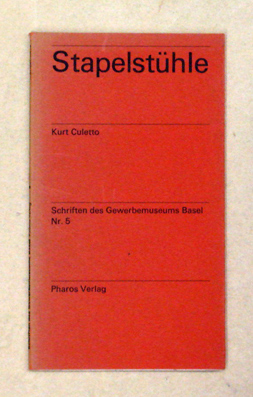 Stapelstühle
Kurt Culetto
Schriften des Gewerbemuseums Basel
Nr. 5
Pharos Verlag